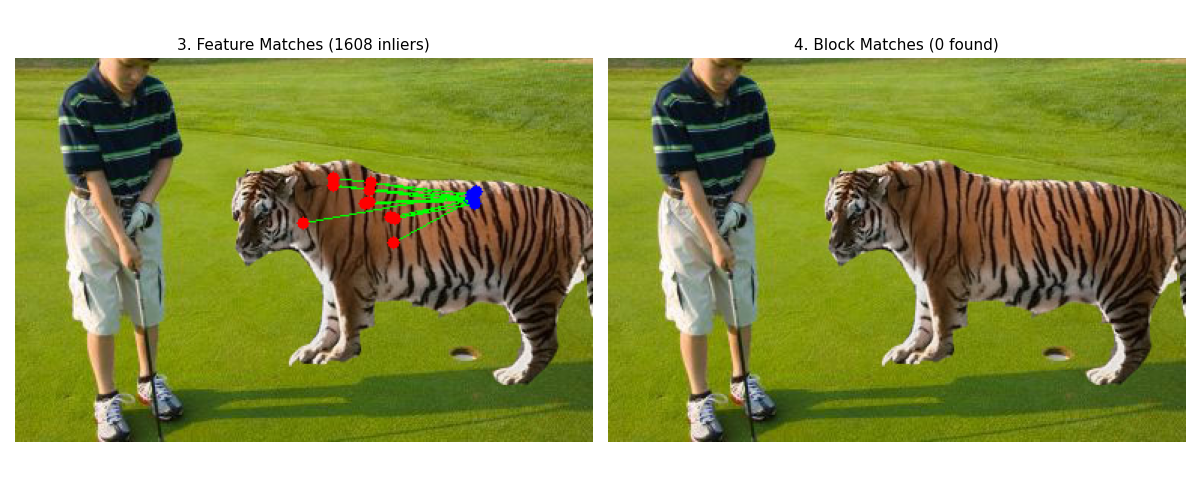 3. Feature Matches (1608 inliers)
4. Block Matches (0 found)